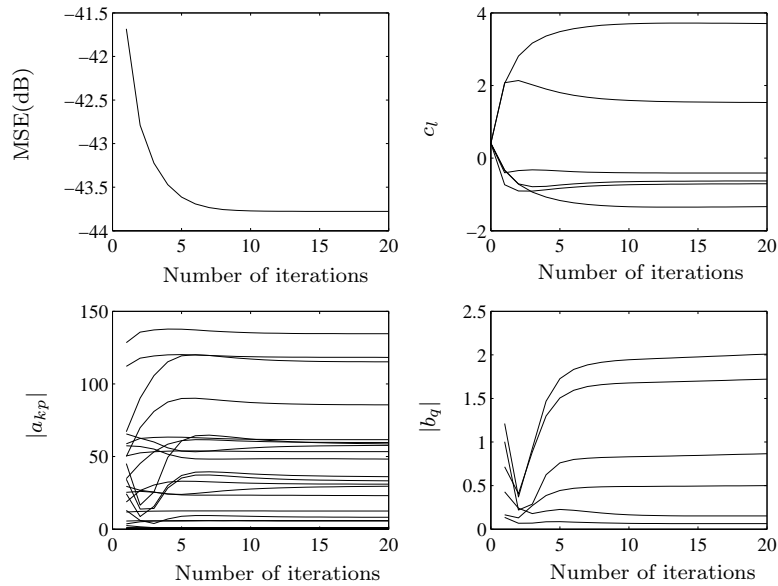 −41.5
−42
−42.5
−43
−43.5
−44
MSE(dB)
0 5 10 15 20
Number of iterations
4
2
0
−2
c_l
0 5 10 15 20
Number of iterations
150
100
50
0
|a_{kp}|
0 5 10 15 20
Number of iterations
2.5
2
1.5
1
0.5
0
|b_q|
0 5 10 15 20
Number of iterations